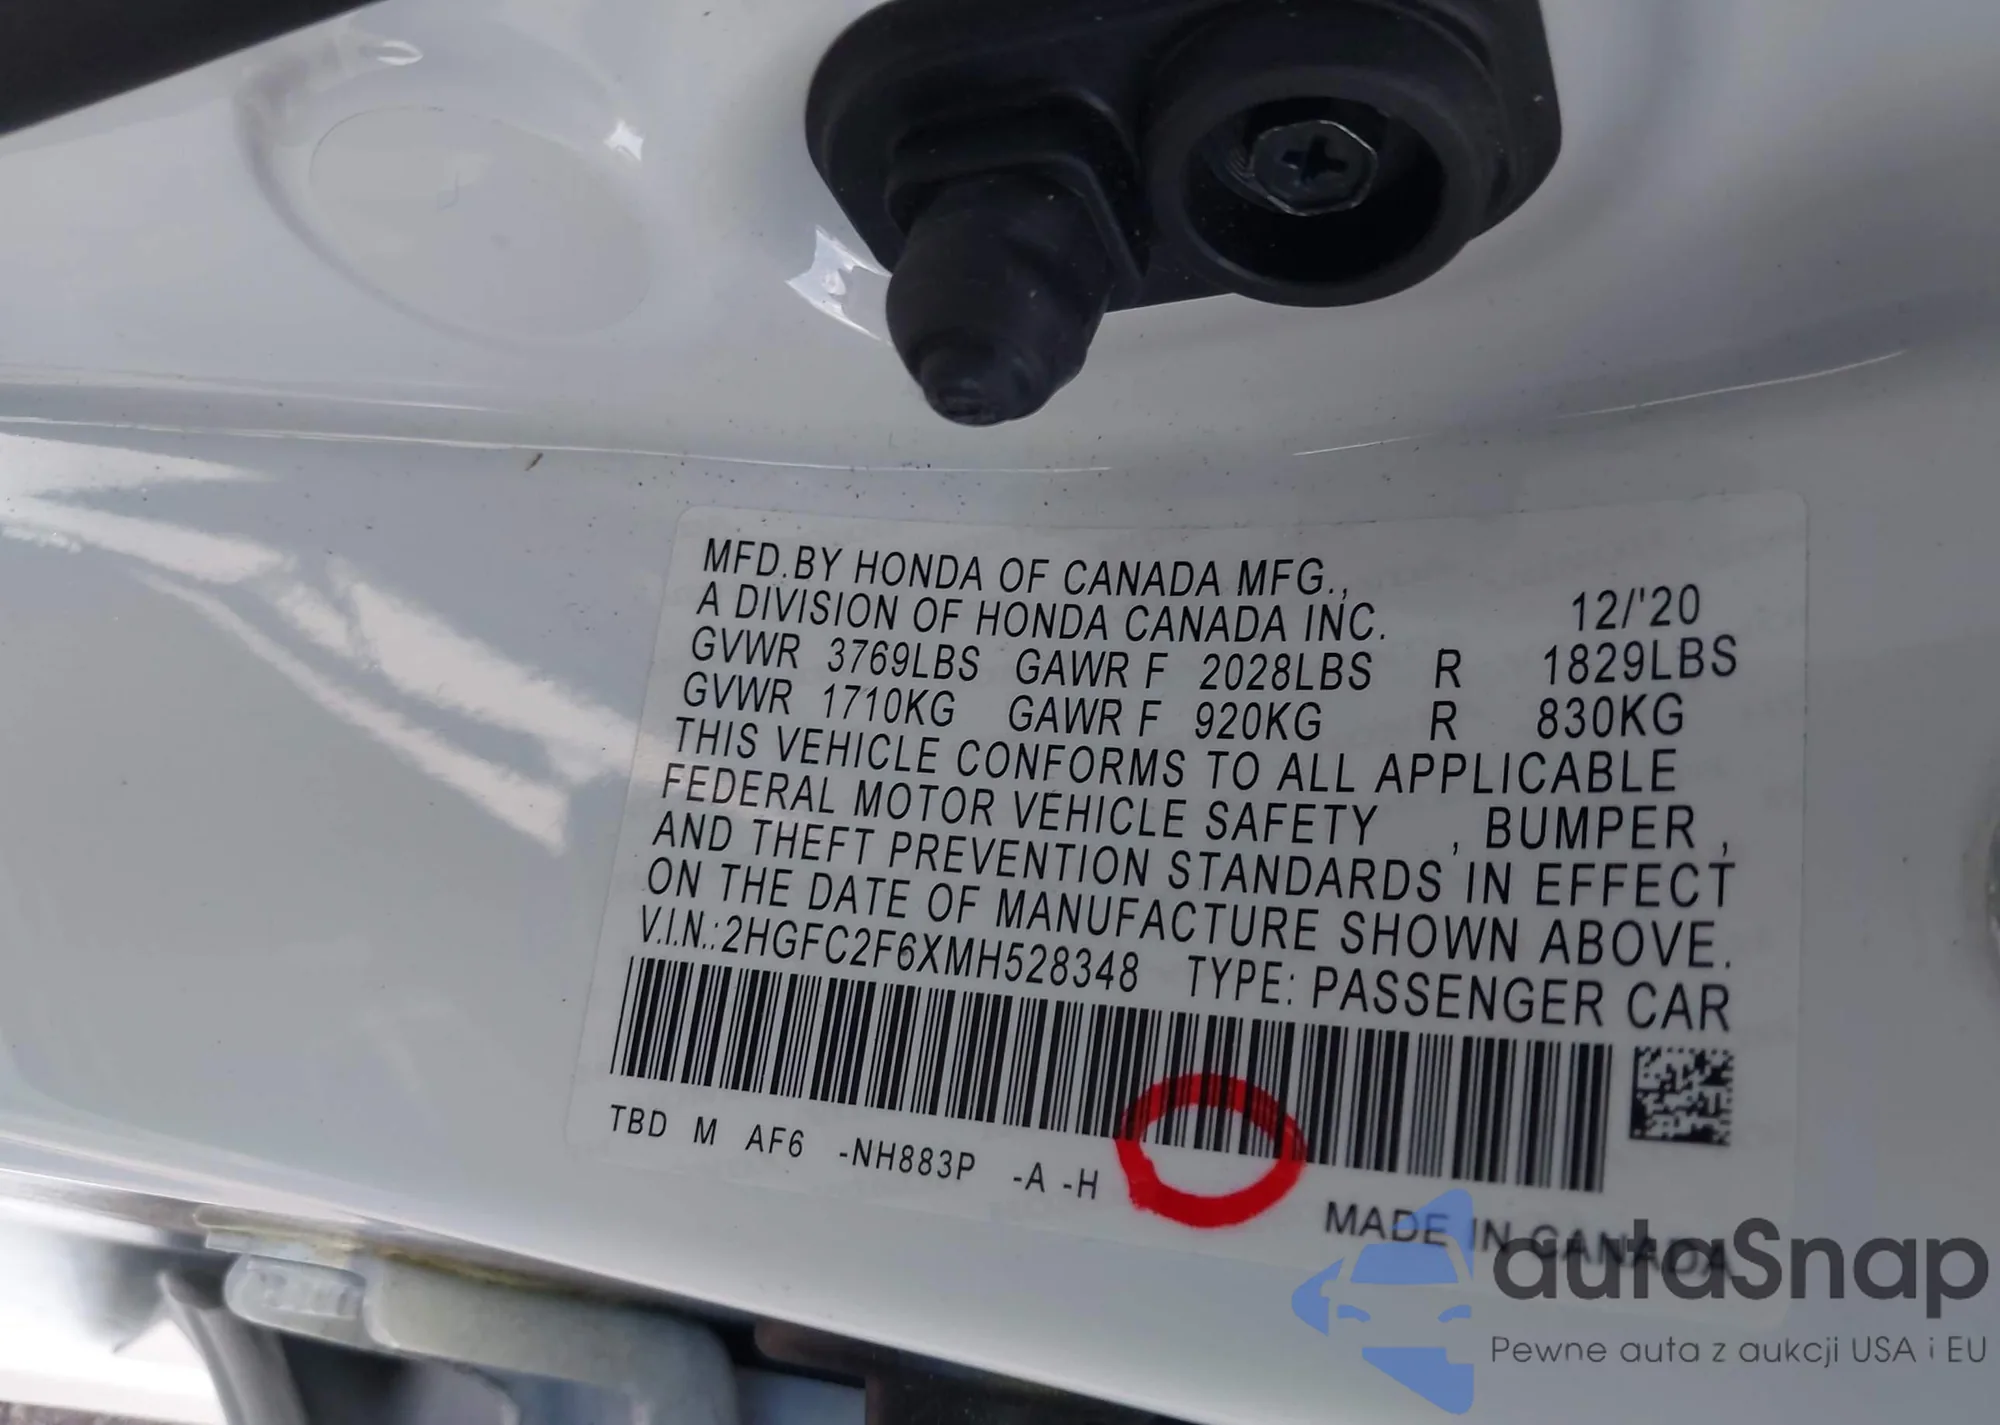 MFD.BY HONDA OF CANADA MFG.,
A DIVISION OF HONDA CANADA INC. 12/'20
GVWR 3769LBS GAWR F 2028LBS R 1829LBS
GVWR 1710KG GAWR F 920KG R 830KG
THIS VEHICLE CONFORMS TO ALL APPLICABLE
FEDERAL MOTOR VEHICLE SAFETY , BUMPER ,
AND THEFT PREVENTION STANDARDS IN EFFECT
ON THE DATE OF MANUFACTURE SHOWN ABOVE.
V.I.N.:2HGFC2F6XMH528348 TYPE: PASSENGER CAR
TBD M AF6 -NH883P -A -H
MADE IN CANADA
autaSnap
Pewne auta z aukcji USA i EU